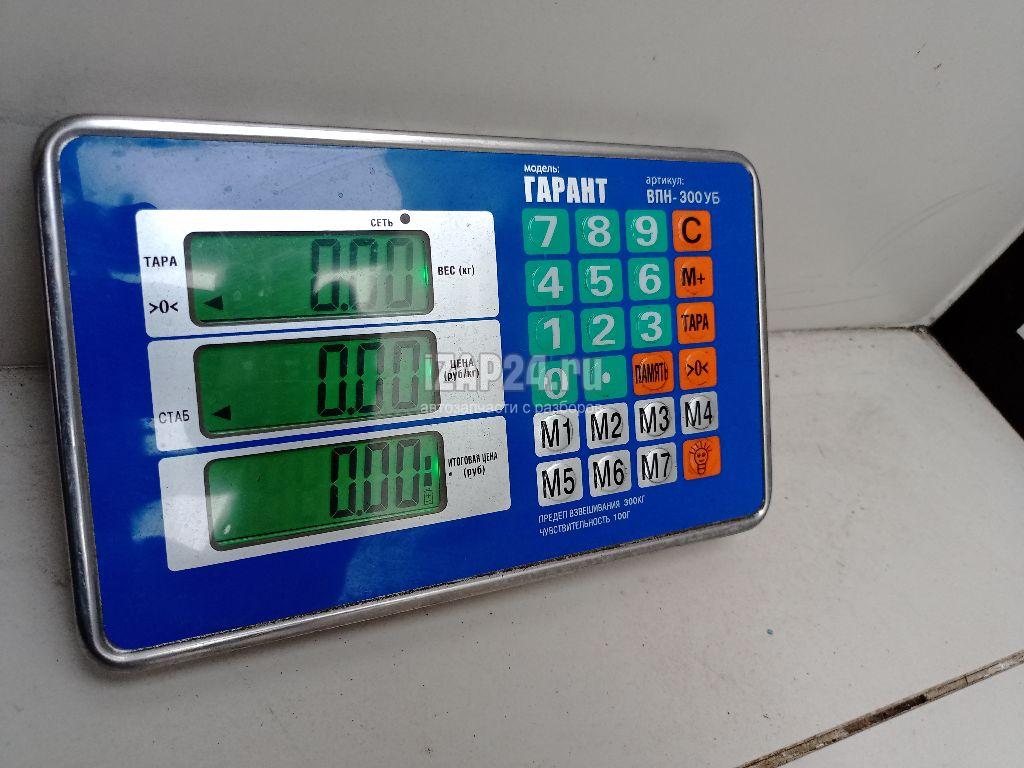 модель:
ГАРАНТ
артикул:
ВПН-300УБ
СЕТЬ
ТАРА
>0<
0.00
ВЕС (кг)
СТАБ
0.00
ЦЕНА
(руб/кг)
0.00
ИТОГОВАЯ ЦЕНА
(руб)
7 8 9 C
4 5 6 M+
1 2 3 ТАРА
0 . ПАМЯТЬ >0<
M1 M2 M3 M4
M5 M6 M7
ПРЕДЕЛ ВЗВЕШИВАНИЯ 300КГ
ЧУВСТВИТЕЛЬНОСТЬ 100Г
iZAP24.ru
автозапчасти с разборов